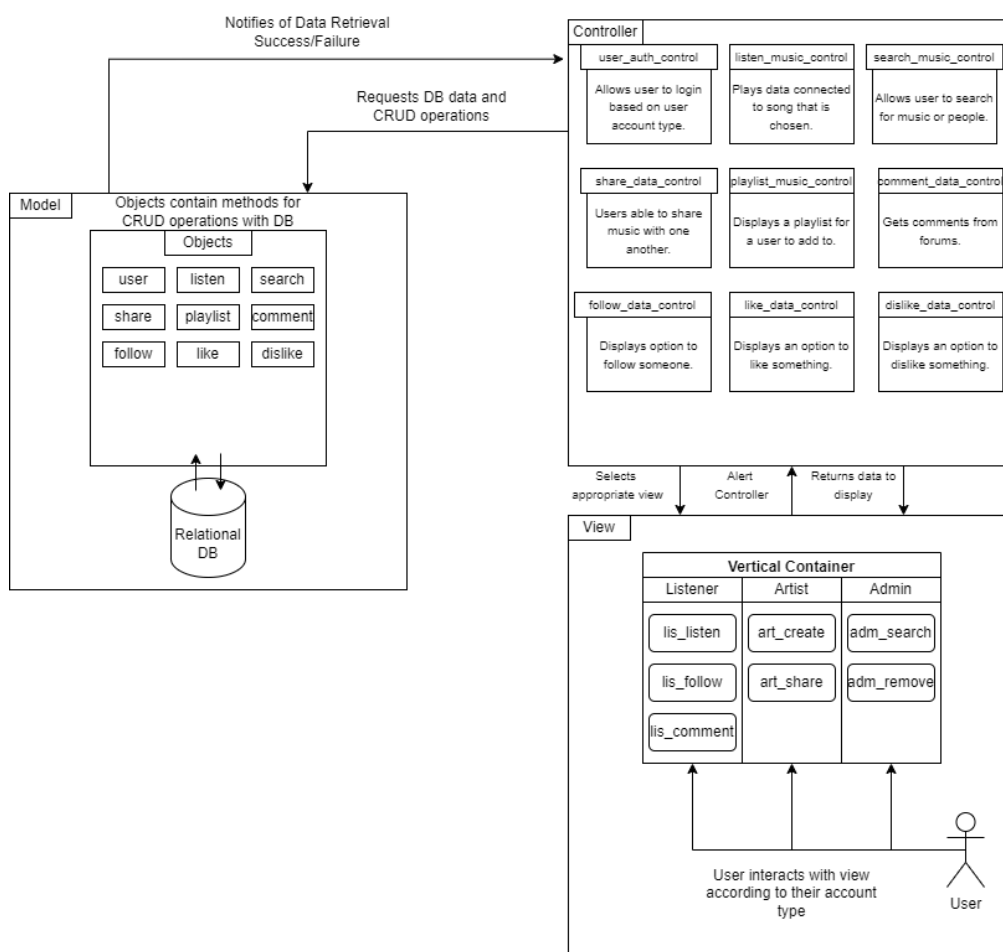 Notifies of Data Retrieval
Success/Failure
Requests DB data and
CRUD operations
Controller
user_auth_control
Allows user to login
based on user
account type.
listen_music_control
Plays data connected
to song that is
chosen.
search_music_control
Allows user to search
for music or people.
share_data_control
Users able to share
music with one
another.
playlist_music_control
Displays a playlist for
a user to add to.
comment_data_control
Gets comments from
forums.
follow_data_control
Displays option to
follow someone.
like_data_control
Displays an option to
like something.
dislike_data_control
Displays an option to
dislike something.
Model
Objects contain methods for
CRUD operations with DB
Objects
user
listen
search
share
playlist
comment
follow
like
dislike
Relational
DB
Selects
appropriate view
Alert
Controller
Returns data to
display
View
Vertical Container
Listener
Artist
Admin
lis_listen
art_create
adm_search
lis_follow
art_share
adm_remove
lis_comment
User interacts with view
according to their account
type
User